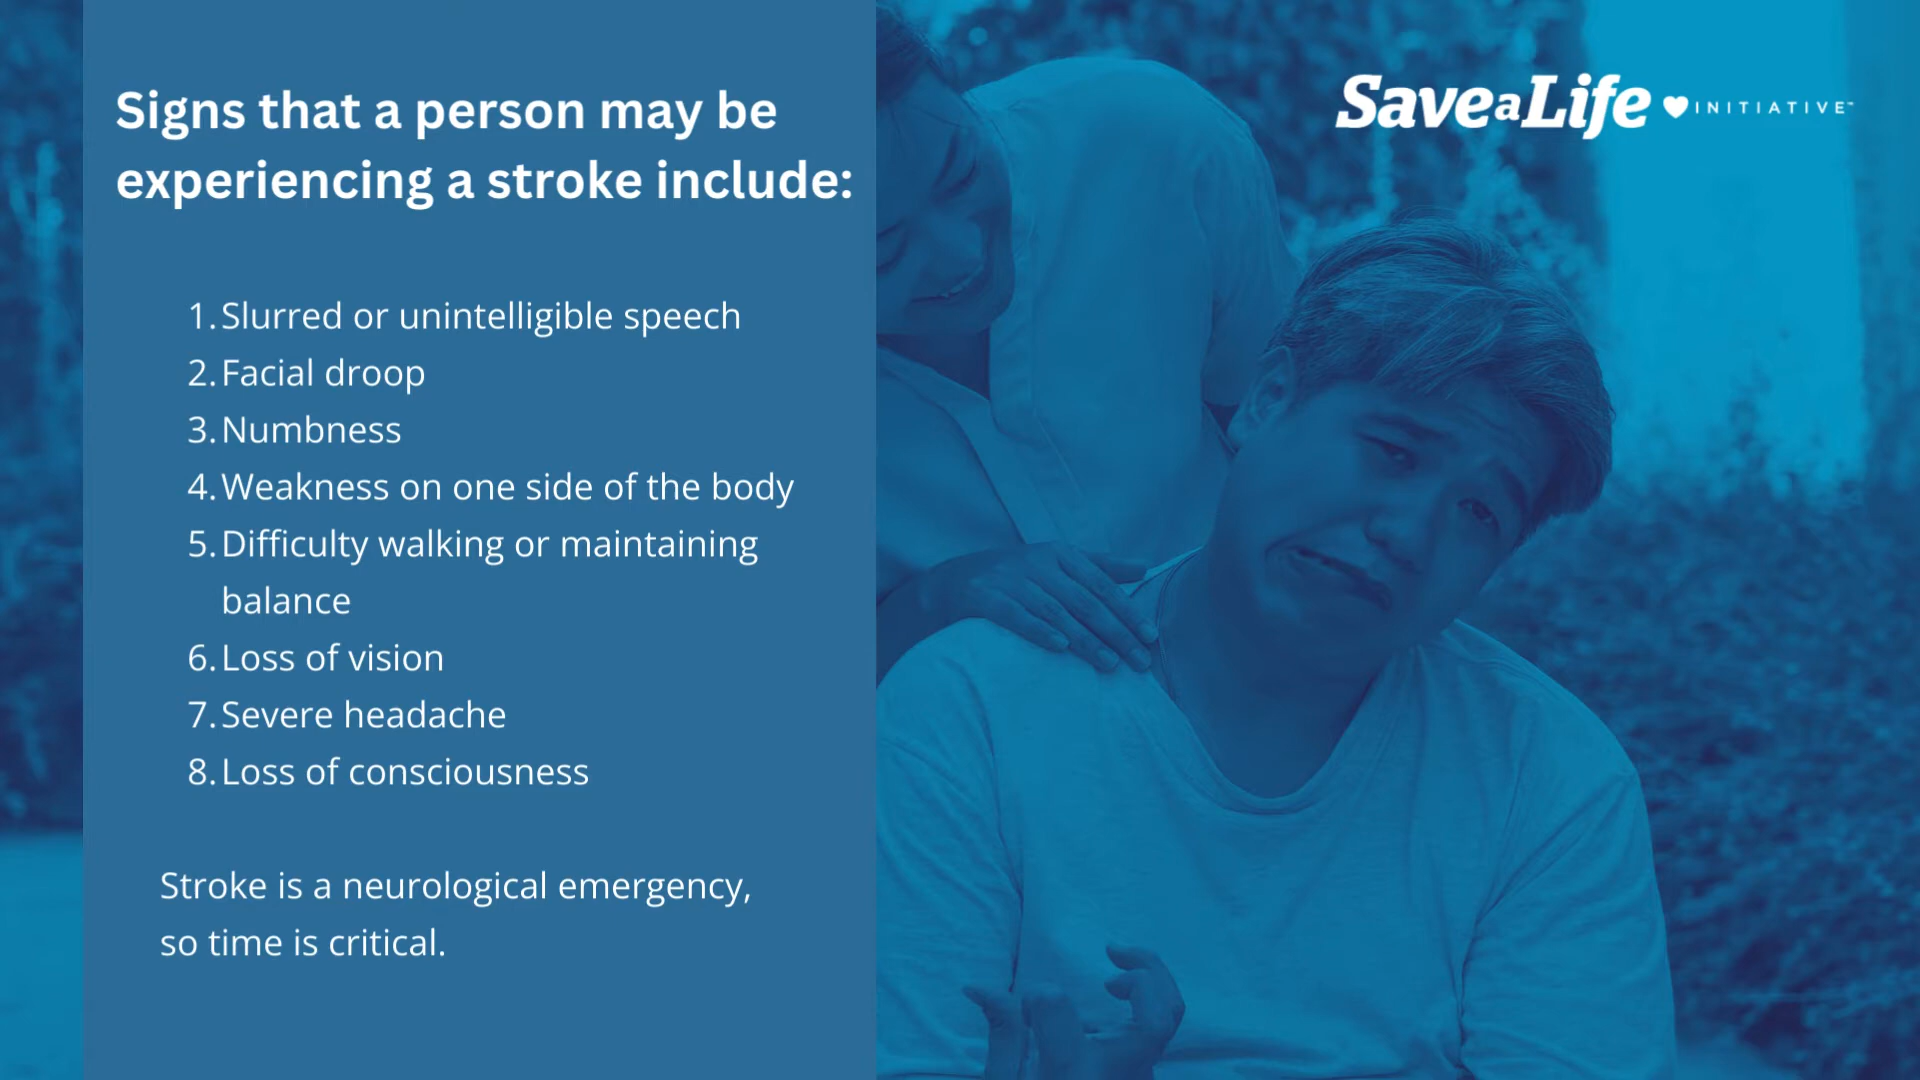 Signs that a person may be
experiencing a stroke include:
1. Slurred or unintelligible speech
2. Facial droop
3. Numbness
4. Weakness on one side of the body
5. Difficulty walking or maintaining
balance
6. Loss of vision
7. Severe headache
8. Loss of consciousness
Stroke is a neurological emergency,
so time is critical.
SaveaLife INITIATIVE™